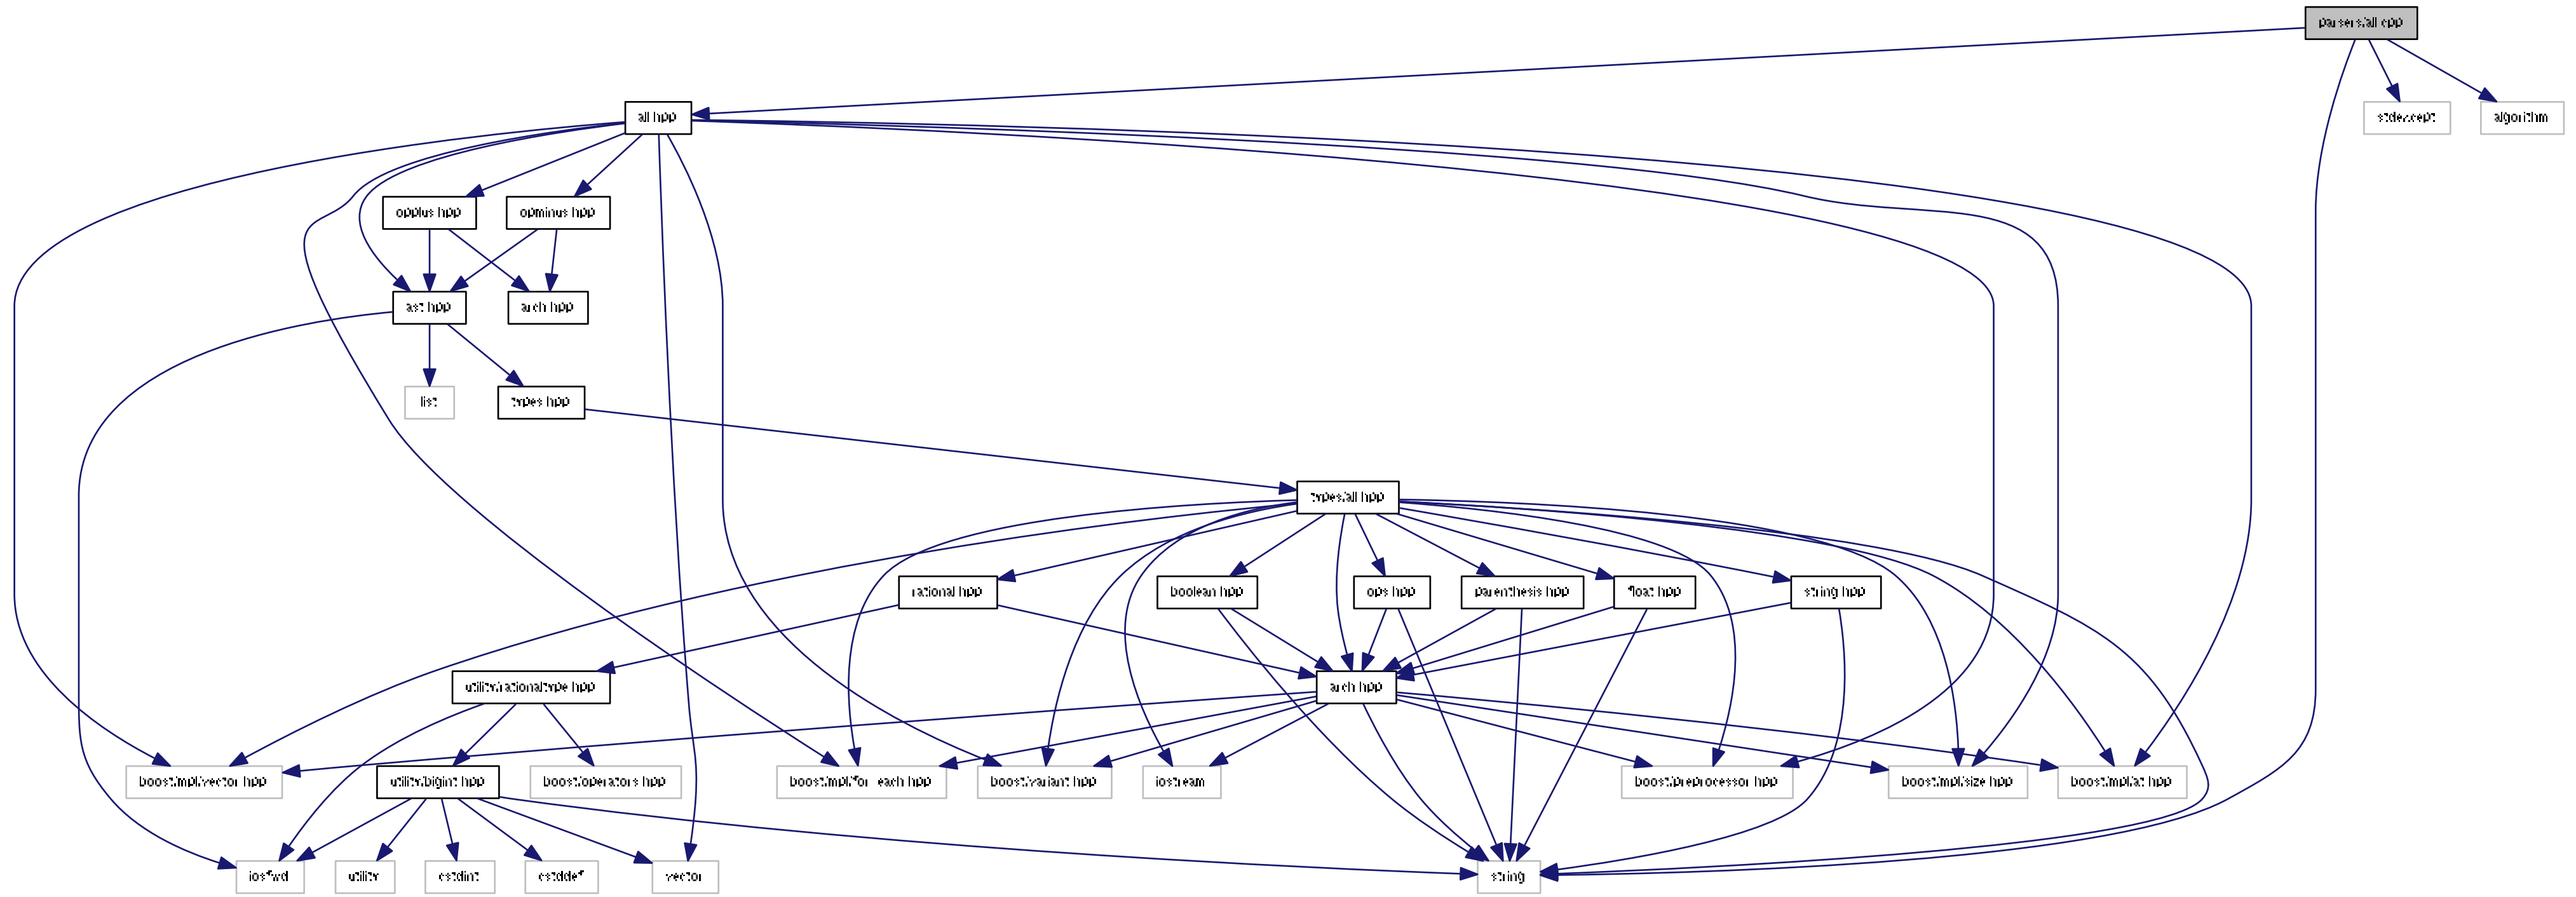 parsers/all.cpp
all.hpp
stdexcept
algorithm
opplus.hpp
opminus.hpp
ast.hpp
arch.hpp
list
types.hpp
types/all.hpp
rational.hpp
boolean.hpp
ops.hpp
parenthesis.hpp
float.hpp
string.hpp
utility/rationaltype.hpp
arch.hpp
boost/mpl/vector.hpp
utility/bigint.hpp
boost/operators.hpp
boost/mpl/for_each.hpp
boost/variant.hpp
iostream
boost/preprocessor.hpp
boost/mpl/size.hpp
boost/mpl/at.hpp
iosfwd
utility
cstdint
cstddef
vector
string